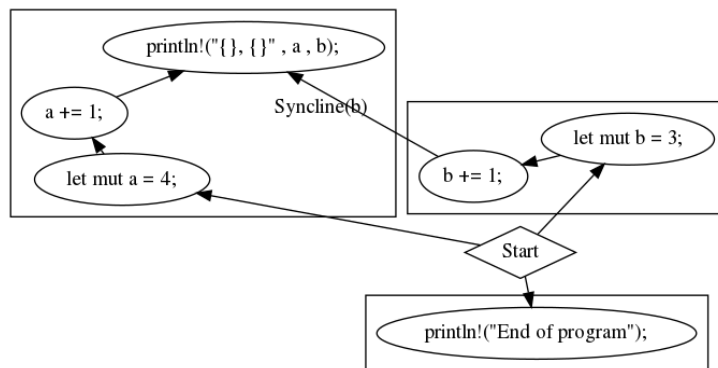 println!("{}, {}" , a , b);
a += 1;
Syncline(b)
let mut b = 3;
let mut a = 4;
b += 1;
Start
println!("End of program");